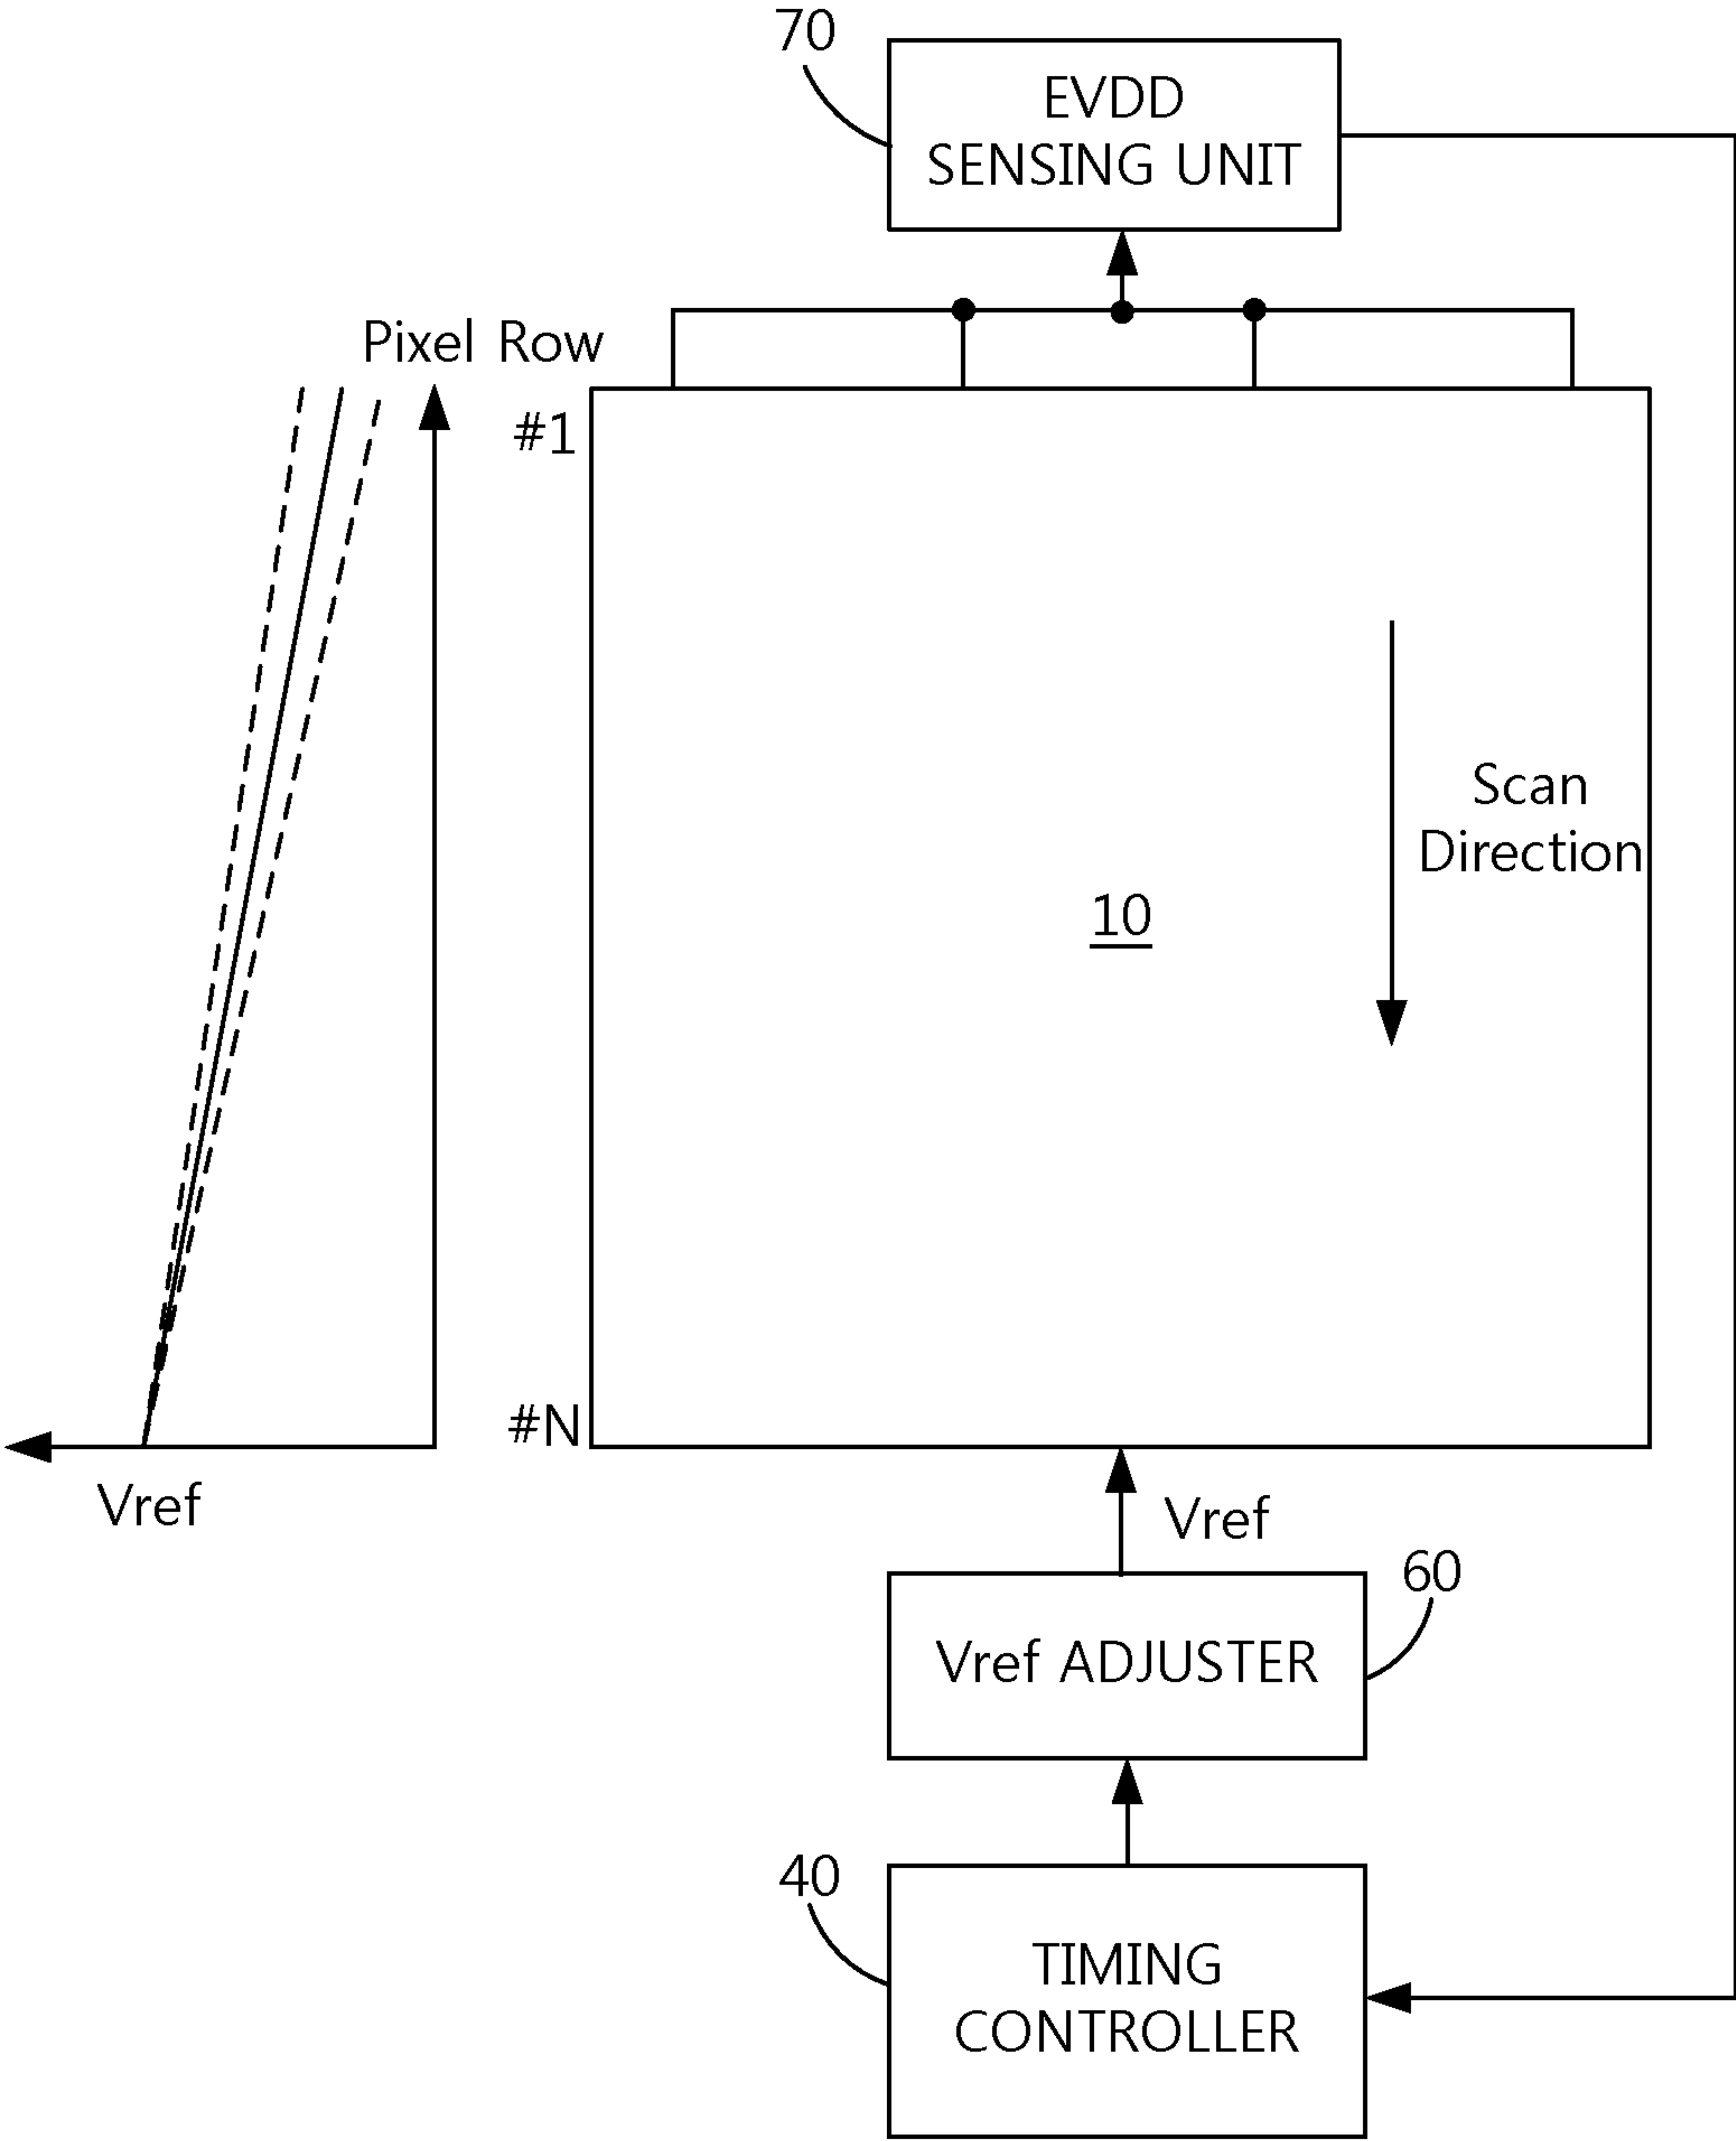 70
EVDD
SENSING UNIT
Pixel Row
#1
Scan
Direction
10
#N
Vref
Vref
60
Vref ADJUSTER
40
TIMING
CONTROLLER